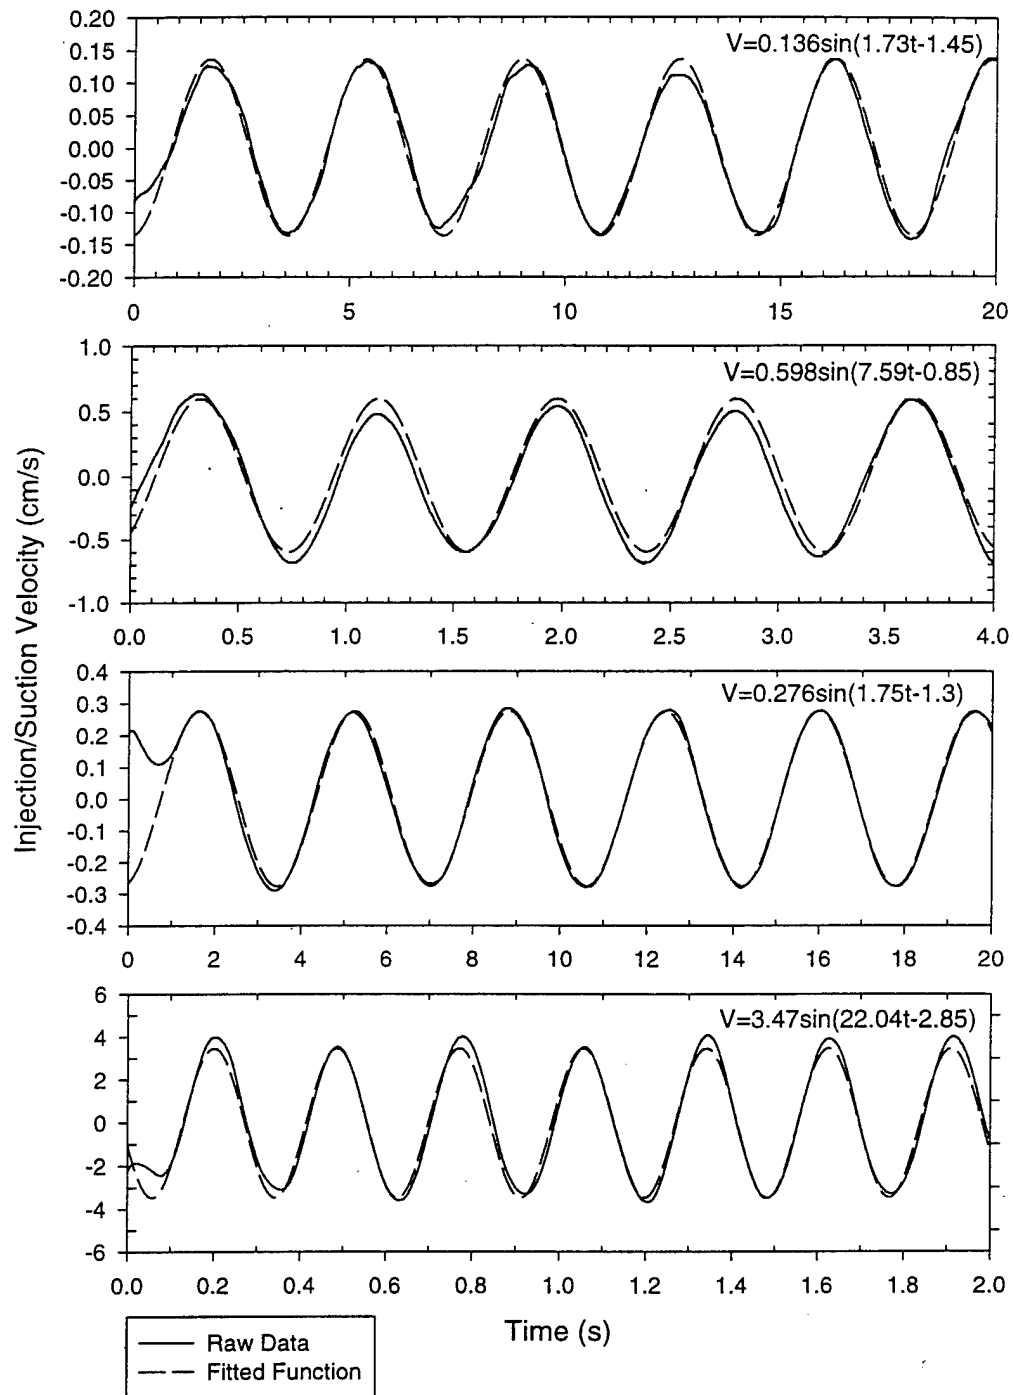 Injection/Suction Velocity (cm/s)
0.20
0.15
0.10
0.05
0.00
-0.05
-0.10
-0.15
-0.20
V=0.136sin(1.73t-1.45)
0 5 10 15 20
1.0
0.5
0.0
-0.5
-1.0
V=0.598sin(7.59t-0.85)
0.0 0.5 1.0 1.5 2.0 2.5 3.0 3.5 4.0
0.4
0.3
0.2
0.1
0.0
-0.1
-0.2
-0.3
-0.4
V=0.276sin(1.75t-1.3)
0 2 4 6 8 10 12 14 16 18 20
6
4
2
0
-2
-4
-6
V=3.47sin(22.04t-2.85)
0.0 0.2 0.4 0.6 0.8 1.0 1.2 1.4 1.6 1.8 2.0
Time (s)
Raw Data
Fitted Function